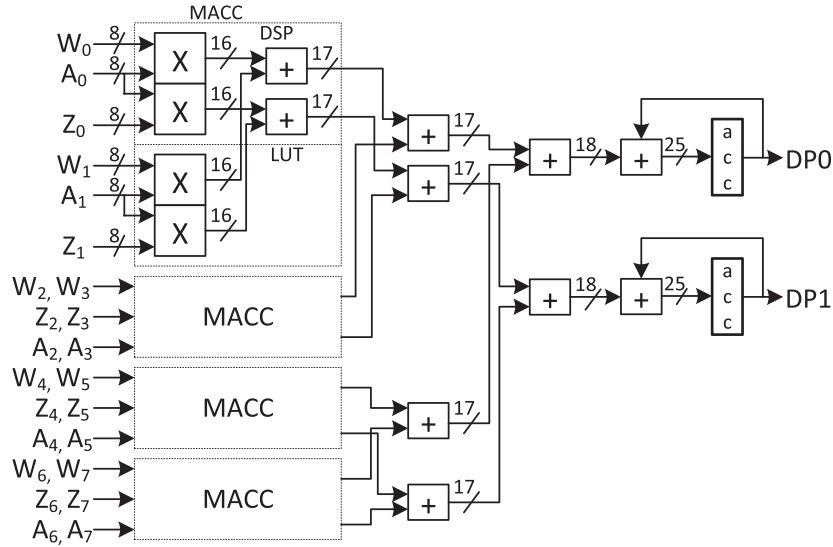 MACC
DSP
W0 8
A0 8
Z0 8
X 16
X 16
+ 17
+ 17
LUT
W1 8
A1 8
Z1 8
X 16
X 16
W2, W3
Z2, Z3
A2, A3
MACC
W4, W5
Z4, Z5
A4, A5
MACC
W6, W7
Z6, Z7
A6, A7
MACC
+ 17
+ 17
+ 17
+ 17
+ 18 + 25 acc DP0
+ 18 + 25 acc DP1